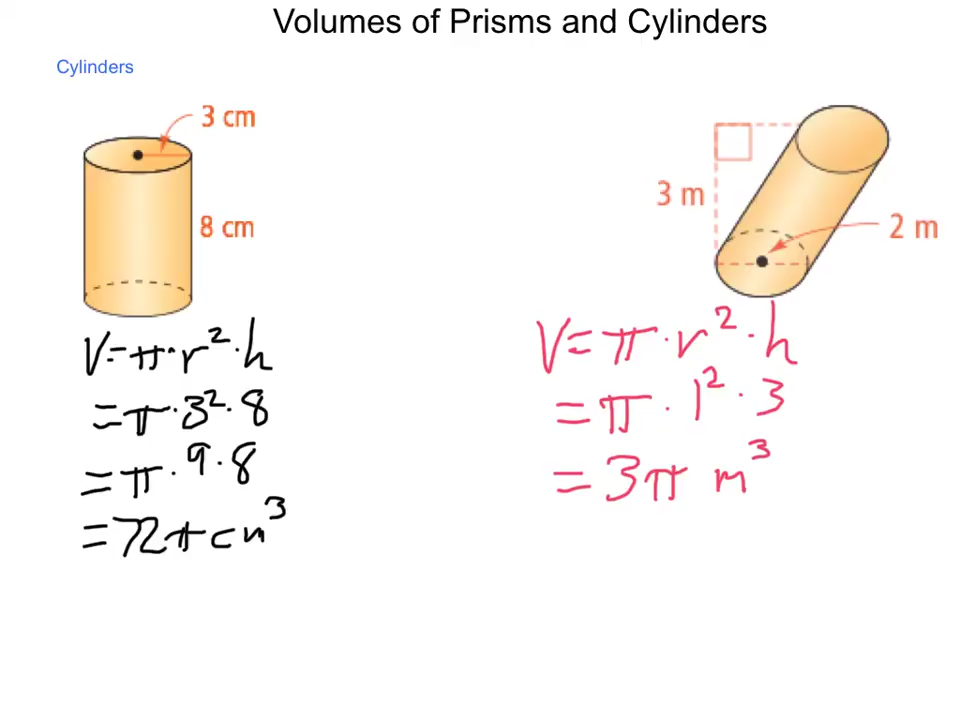 Volumes of Prisms and Cylinders
Cylinders
3 cm
8 cm
V=π·r²·h
=π·3²·8
=π·9·8
=72π cm³
3 m
2 m
V=π·r²·h
=π·1²·3
=3π m³